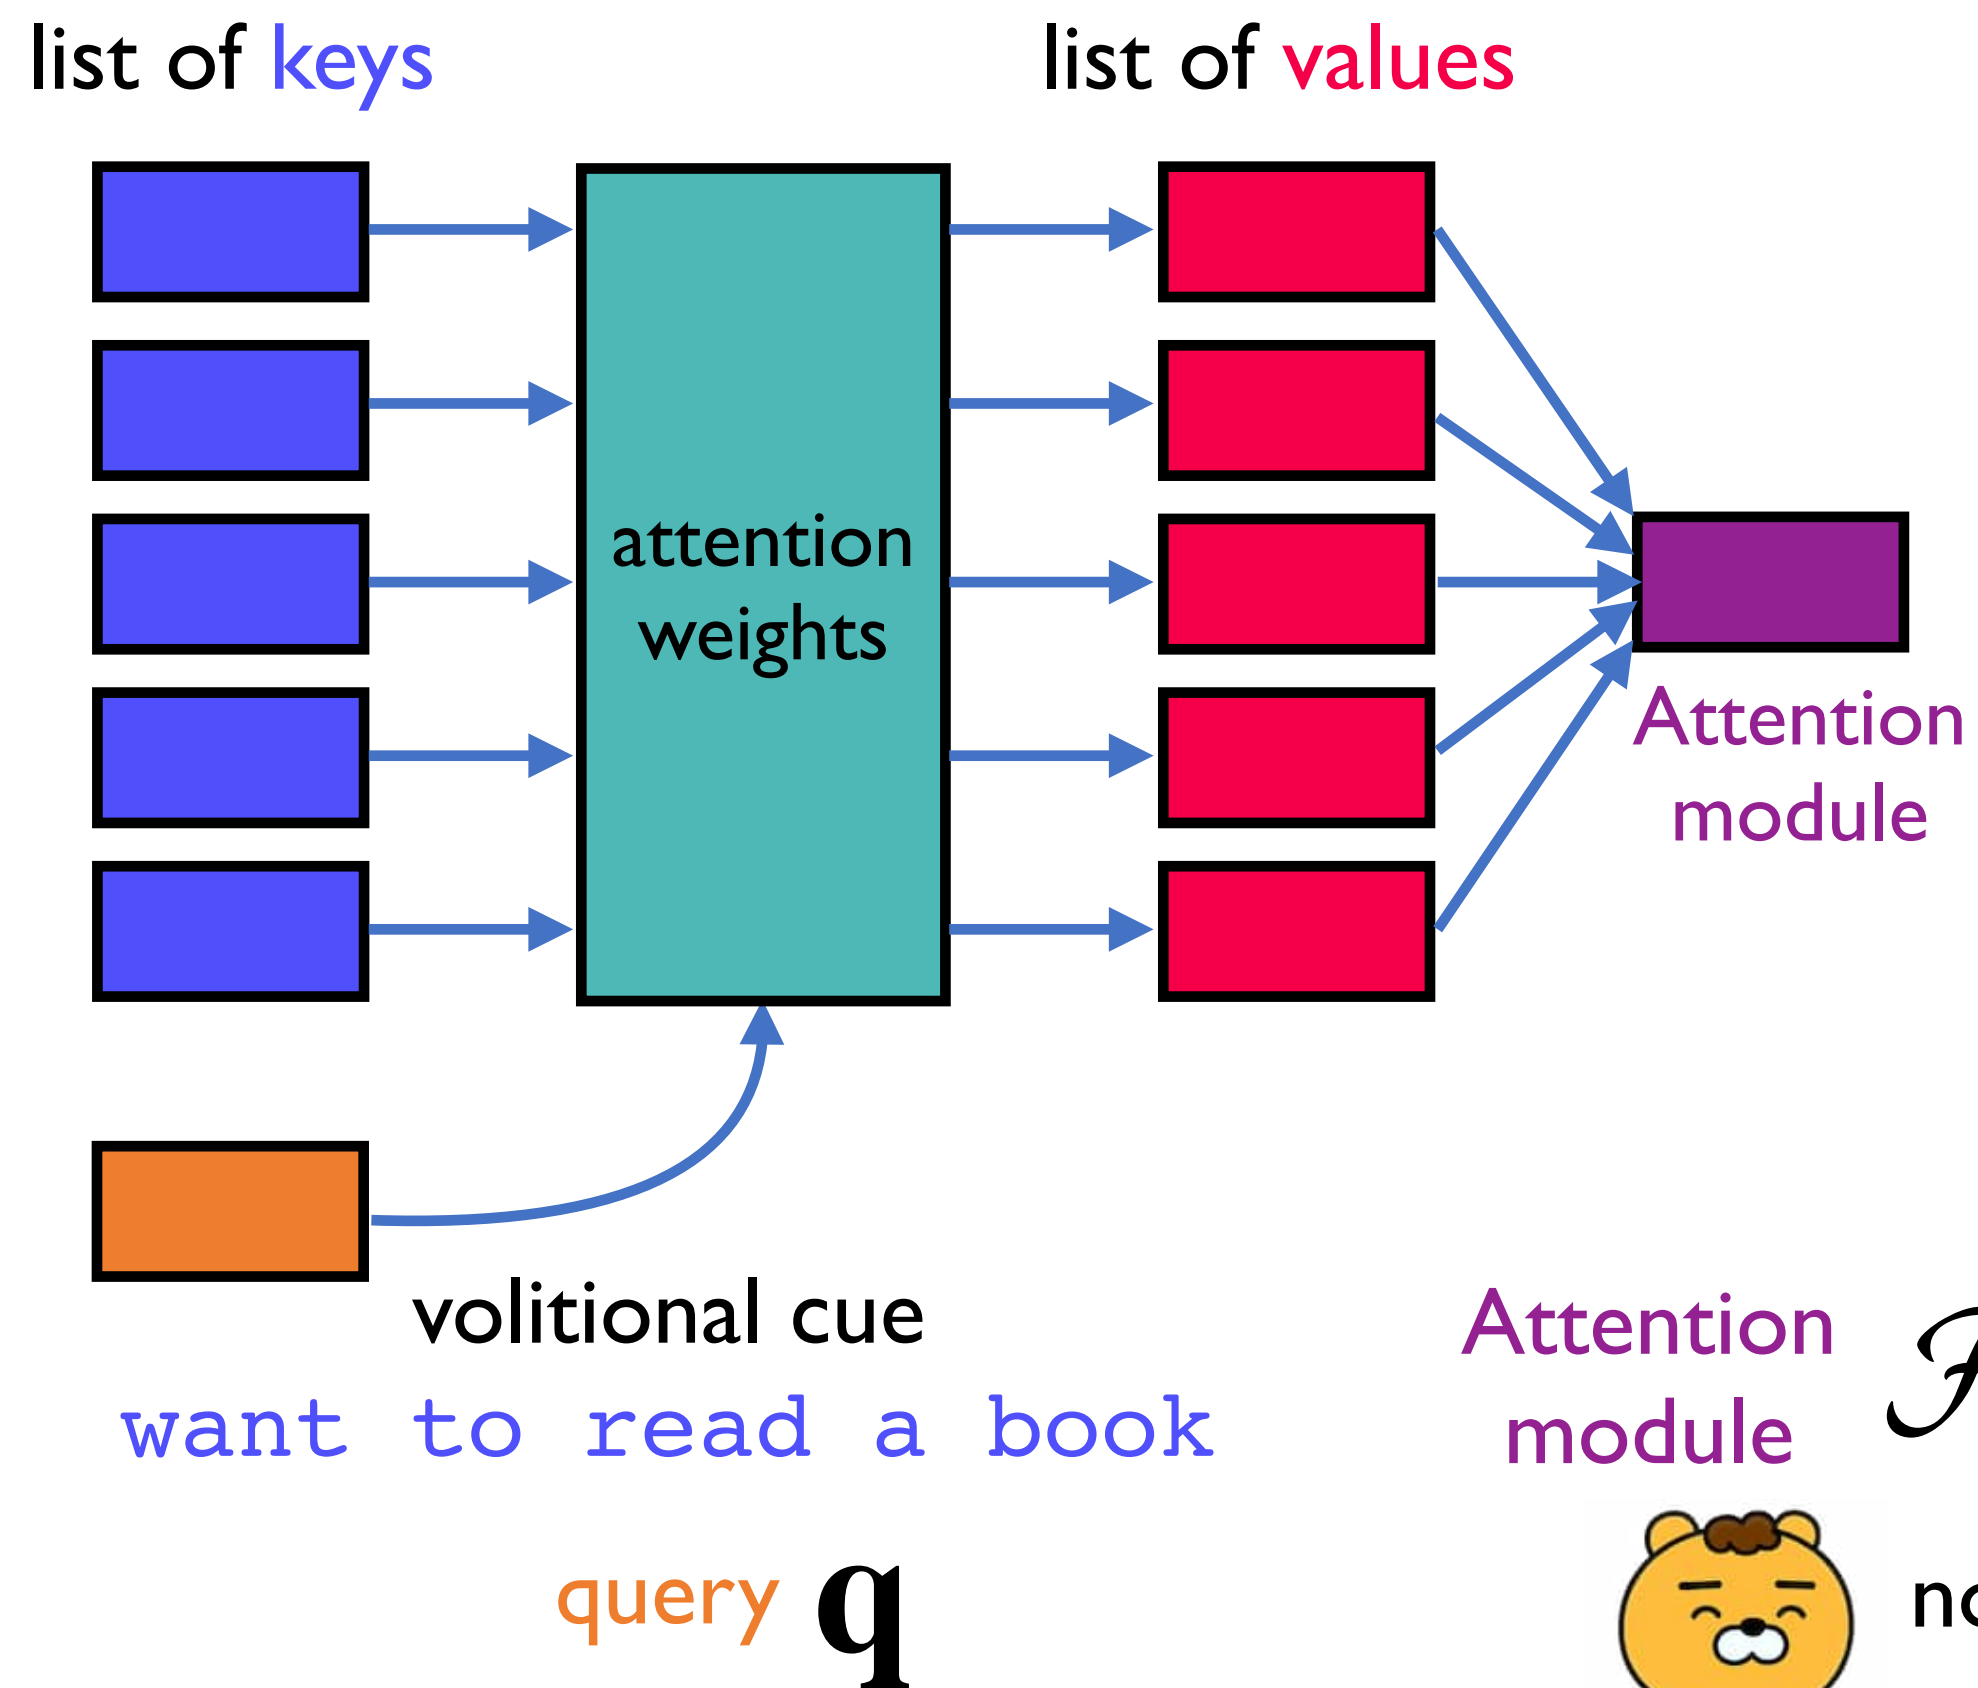 list of keys
list of values
attention
weights
Attention
module
volitional cue
want to read a book
query q
Attention
module